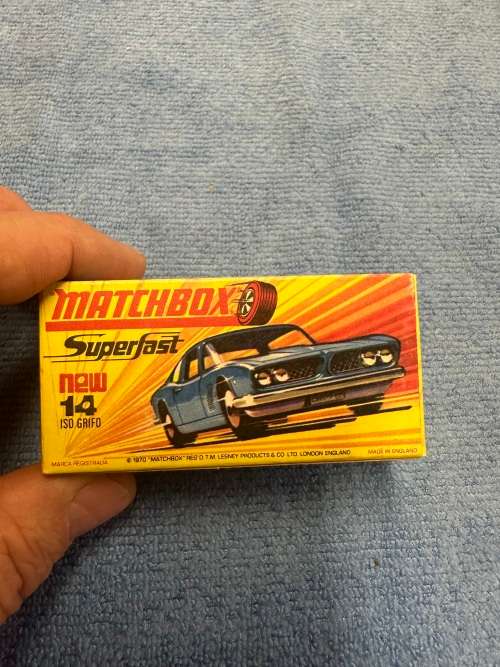 MATCHBOX
Superfast
new
14
ISO GRIFO
MARCA REGISTRADA
© 1970 "MATCHBOX" REG'D. T.M. LESNEY PRODUCTS & CO LTD. LONDON ENGLAND
MADE IN ENGLAND